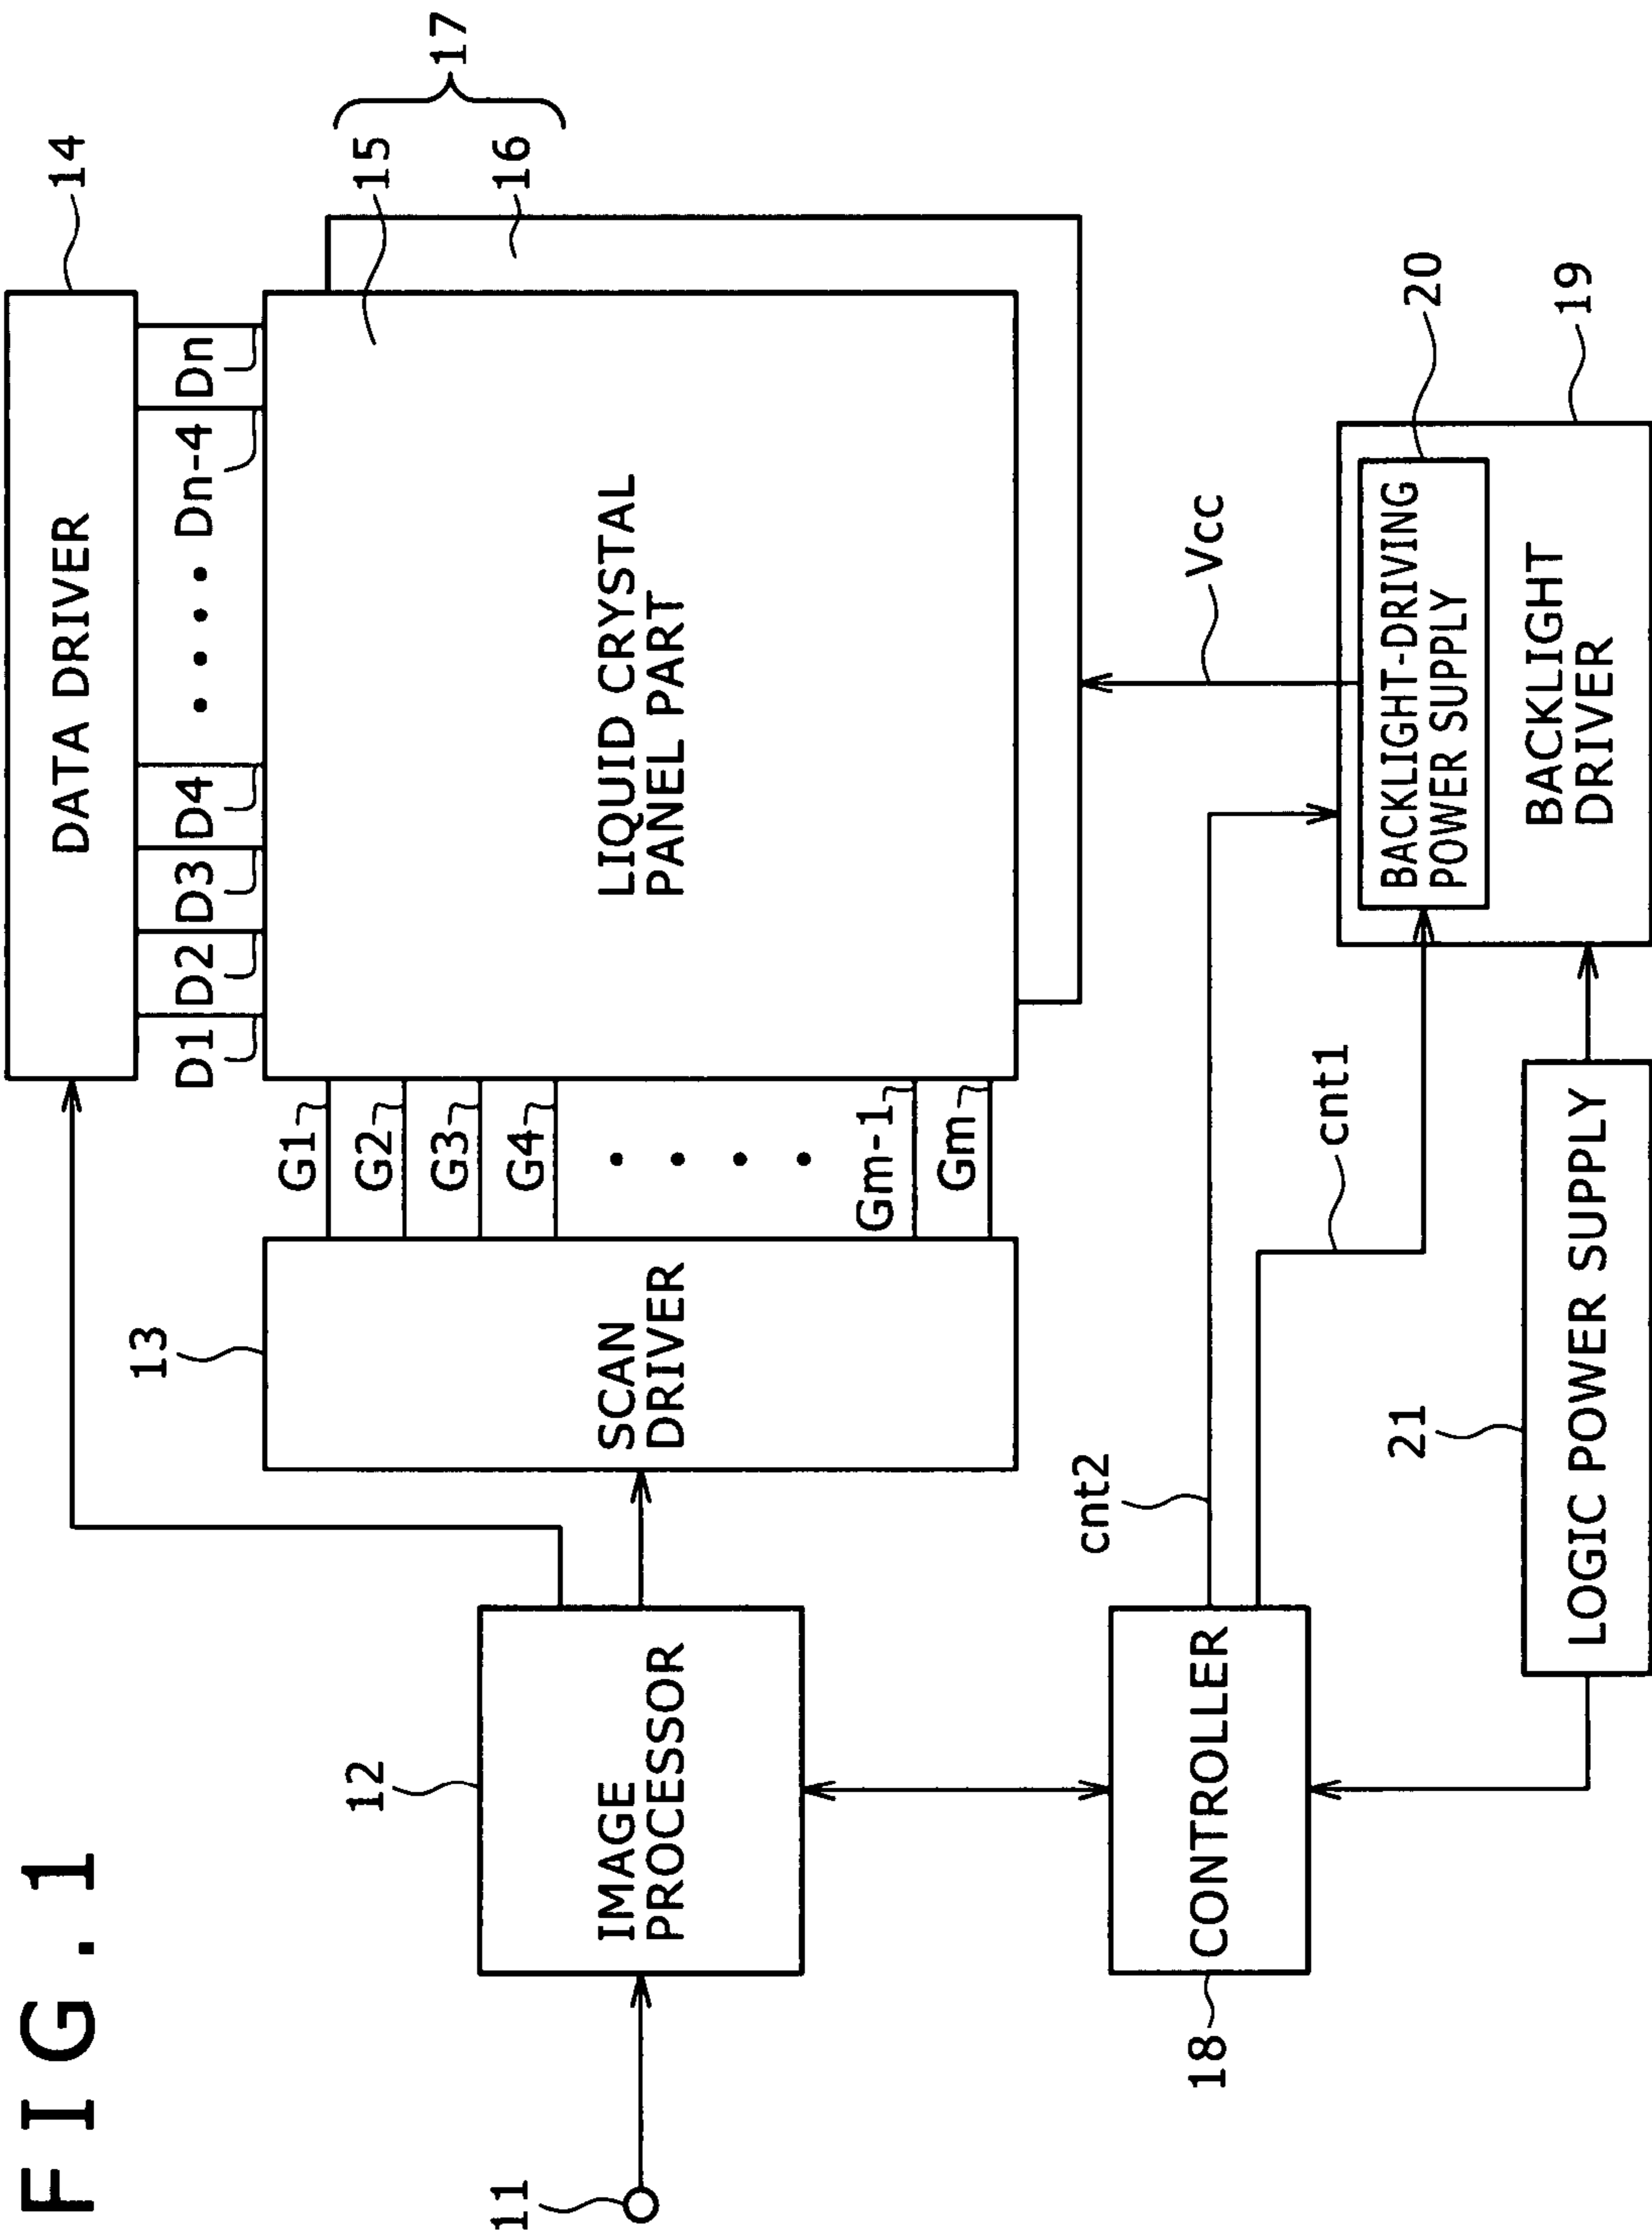 FIG. 1
14
DATA DRIVER
D1
D2
D3
D4
• • • •
Dn-4
Dn
17
15
16
13
G1
G2
G3
G4
• • • •
Gm-1
Gm
12
11
IMAGE
PROCESSOR
SCAN
DRIVER
LIQUID CRYSTAL
PANEL PART
cnt2
Vcc
18
CONTROLLER
cnt1
20
BACKLIGHT-DRIVING
POWER SUPPLY
21
LOGIC POWER SUPPLY
BACKLIGHT
DRIVER
19